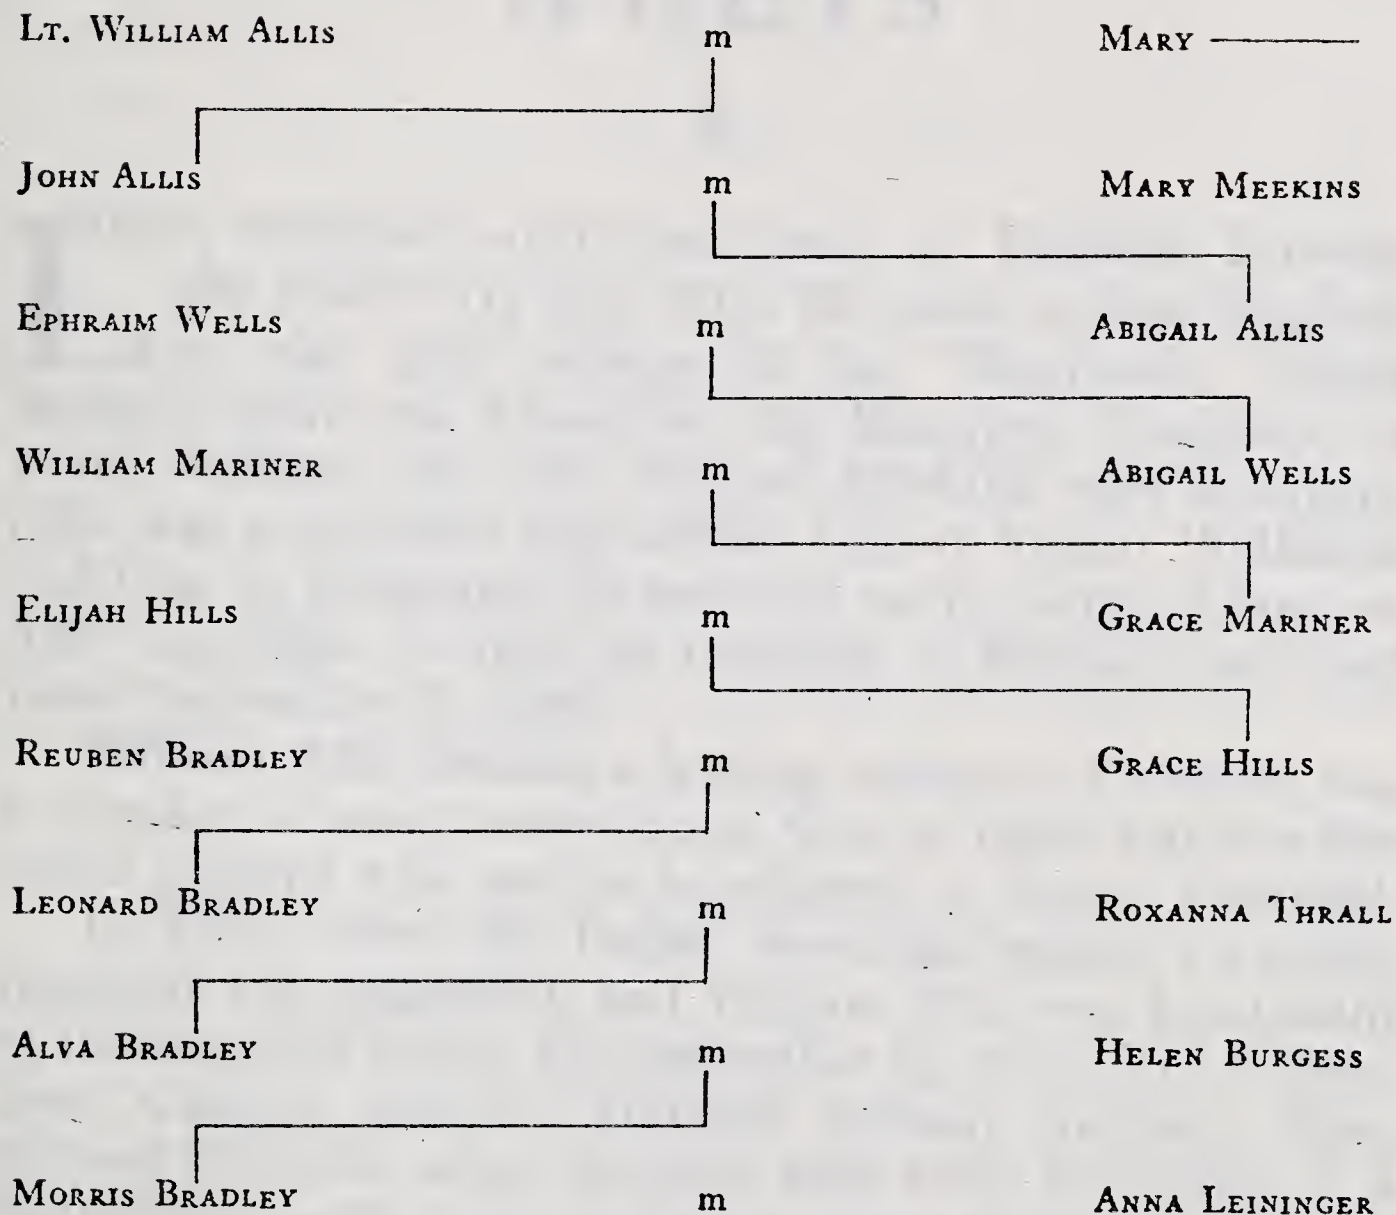 LT. WILLIAM ALLIS m MARY ———
JOHN ALLIS m MARY MEEKINS
EPHRAIM WELLS m ABIGAIL ALLIS
WILLIAM MARINER m ABIGAIL WELLS
ELIJAH HILLS m GRACE MARINER
REUBEN BRADLEY m GRACE HILLS
LEONARD BRADLEY m ROXANNA THRALL
ALVA BRADLEY m HELEN BURGESS
MORRIS BRADLEY m ANNA LEININGER